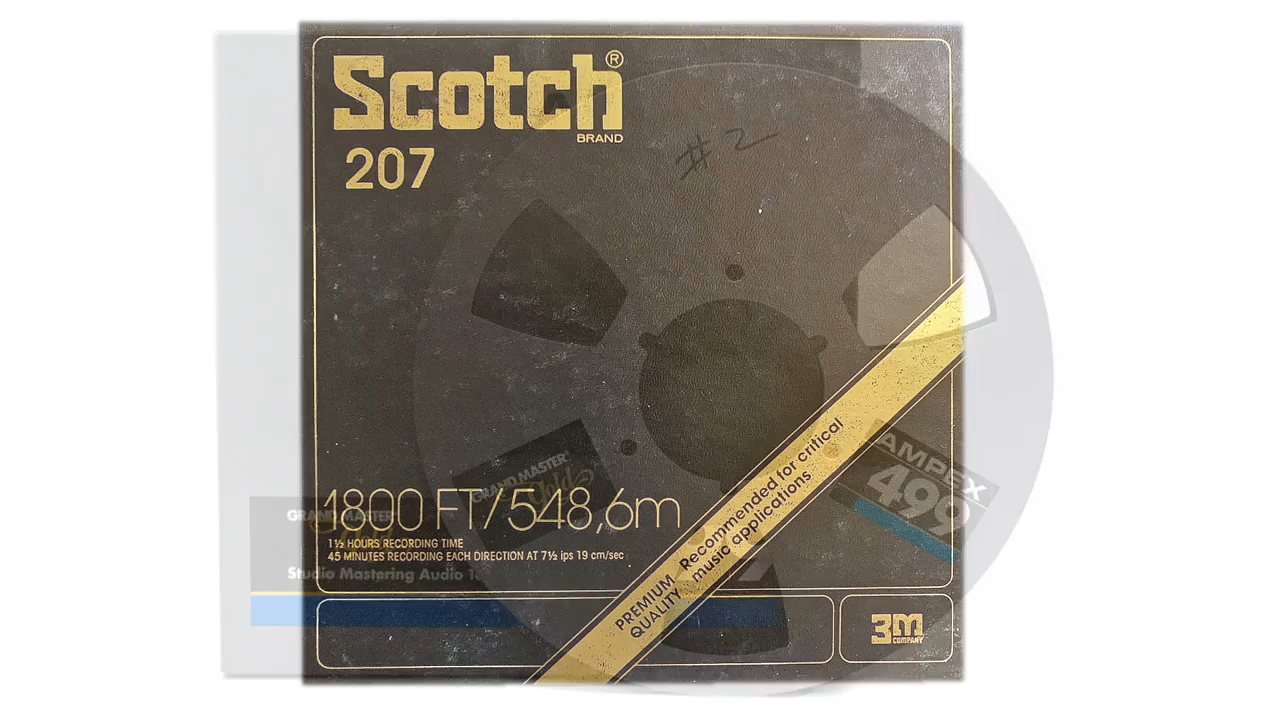 Scotch®
BRAND
207
#2
1800 FT/548,6m
1½ HOURS RECORDING TIME
45 MINUTES RECORDING EACH DIRECTION AT 7½ ips 19 cm/sec
PREMIUM QUALITY
Recommended for critical
music applications
3M
COMPANY
GRAND MASTER
Gold
AMPEX
499
GRAND MASTER
Studio Mastering Audio